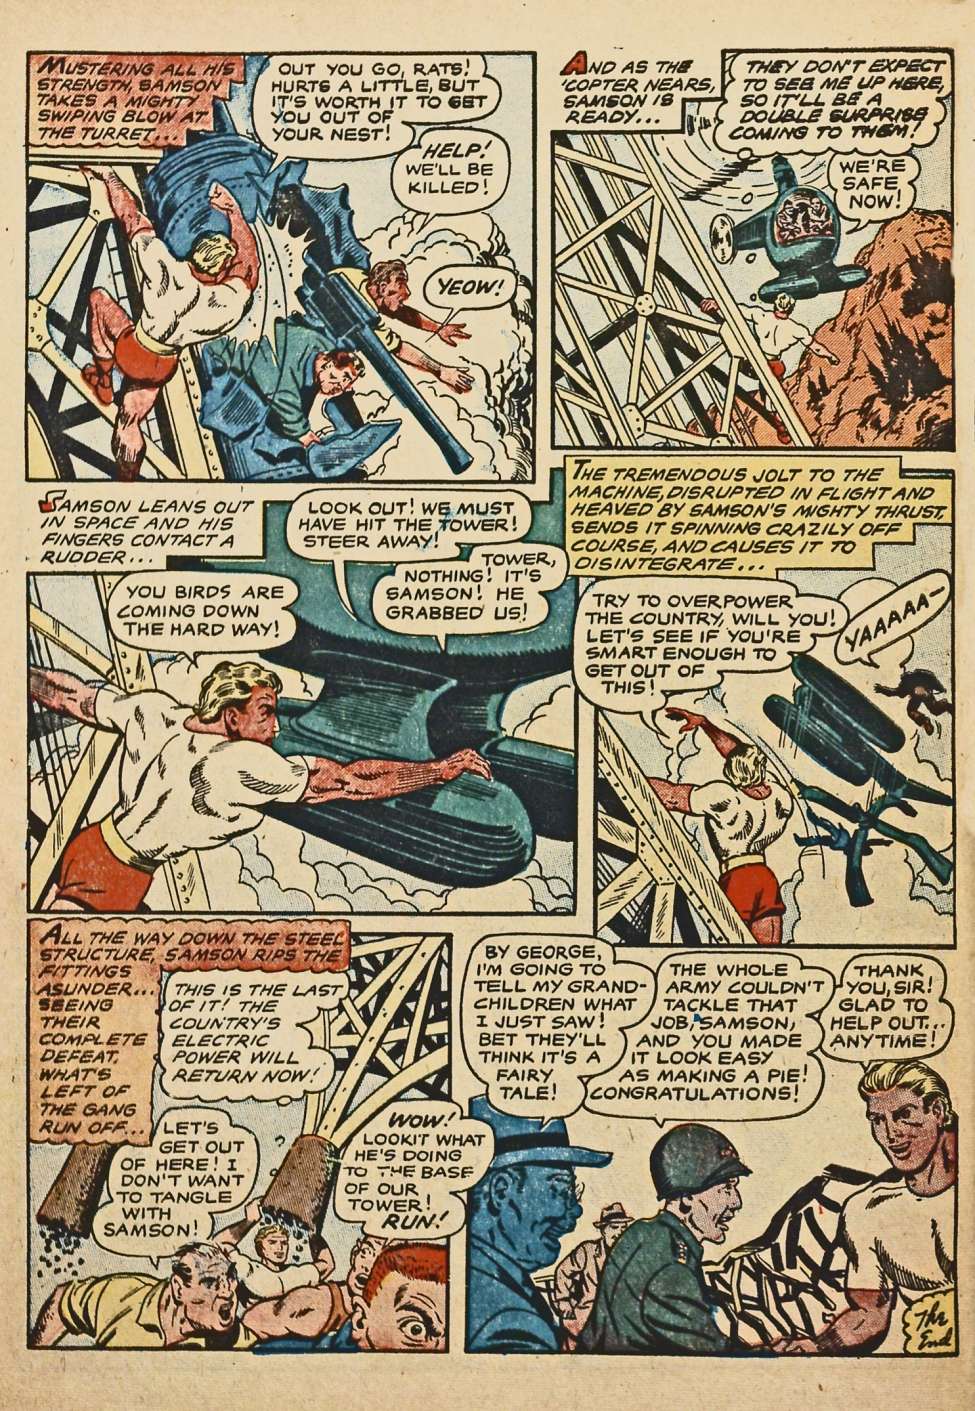 MUSTERING ALL HIS
STRENGTH, SAMSON
TAKES A MIGHTY
SWIPING BLOW AT
THE TURRET...
OUT YOU GO, RATS!
HURTS A LITTLE, BUT
IT'S WORTH IT TO GET
YOU OUT OF
YOUR NEST!
HELP!
WE'LL BE
KILLED!
YEOW!
AND AS THE
'COPTER NEARS,
SAMSON IS
READY...
THEY DON'T EXPECT
TO SEE ME UP HERE,
SO IT'LL BE A
DOUBLE SURPRISE
COMING TO THEM!
WE'RE
SAFE
NOW!
SAMSON LEANS OUT
IN SPACE AND HIS
FINGERS CONTACT A
RUDDER...
YOU BIRDS ARE
COMING DOWN
THE HARD WAY!
LOOK OUT! WE MUST
HAVE HIT THE TOWER!
STEER AWAY!
TOWER,
NOTHING! IT'S
SAMSON! HE
GRABBED US!
THE TREMENDOUS JOLT TO THE
MACHINE, DISRUPTED IN FLIGHT AND
HEAVED BY SAMSON'S MIGHTY THRUST,
SENDS IT SPINNING CRAZILY OFF
COURSE, AND CAUSES IT TO
DISINTEGRATE...
TRY TO OVERPOWER
THE COUNTRY, WILL YOU!
LET'S SEE IF YOU'RE
SMART ENOUGH TO
GET OUT OF
THIS!
YAAAAA-
ALL THE WAY DOWN THE STEEL
STRUCTURE, SAMSON RIPS THE
FITTINGS
ASUNDER...
SEEING
THEIR
COMPLETE
DEFEAT,
WHAT'S
LEFT OF
THE GANG
RUN OFF...
THIS IS THE LAST
OF IT! THE
COUNTRY'S
ELECTRIC
POWER WILL
RETURN NOW!
LET'S
GET OUT
OF HERE! I
DON'T WANT
TO TANGLE
WITH
SAMSON!
WOW!
LOOKIT WHAT
HE'S DOING
TO THE BASE
OF OUR
TOWER!
RUN!
BY GEORGE,
I'M GOING TO
TELL MY GRAND-
CHILDREN WHAT
I JUST SAW!
BET THEY'LL
THINK IT'S A
FAIRY
TALE!
THE WHOLE
ARMY COULDN'T
TACKLE THAT
JOB, SAMSON,
AND YOU MADE
IT LOOK EASY
AS MAKING A PIE!
CONGRATULATIONS!
THANK
YOU, SIR!
GLAD TO
HELP OUT...
ANYTIME!
The
End